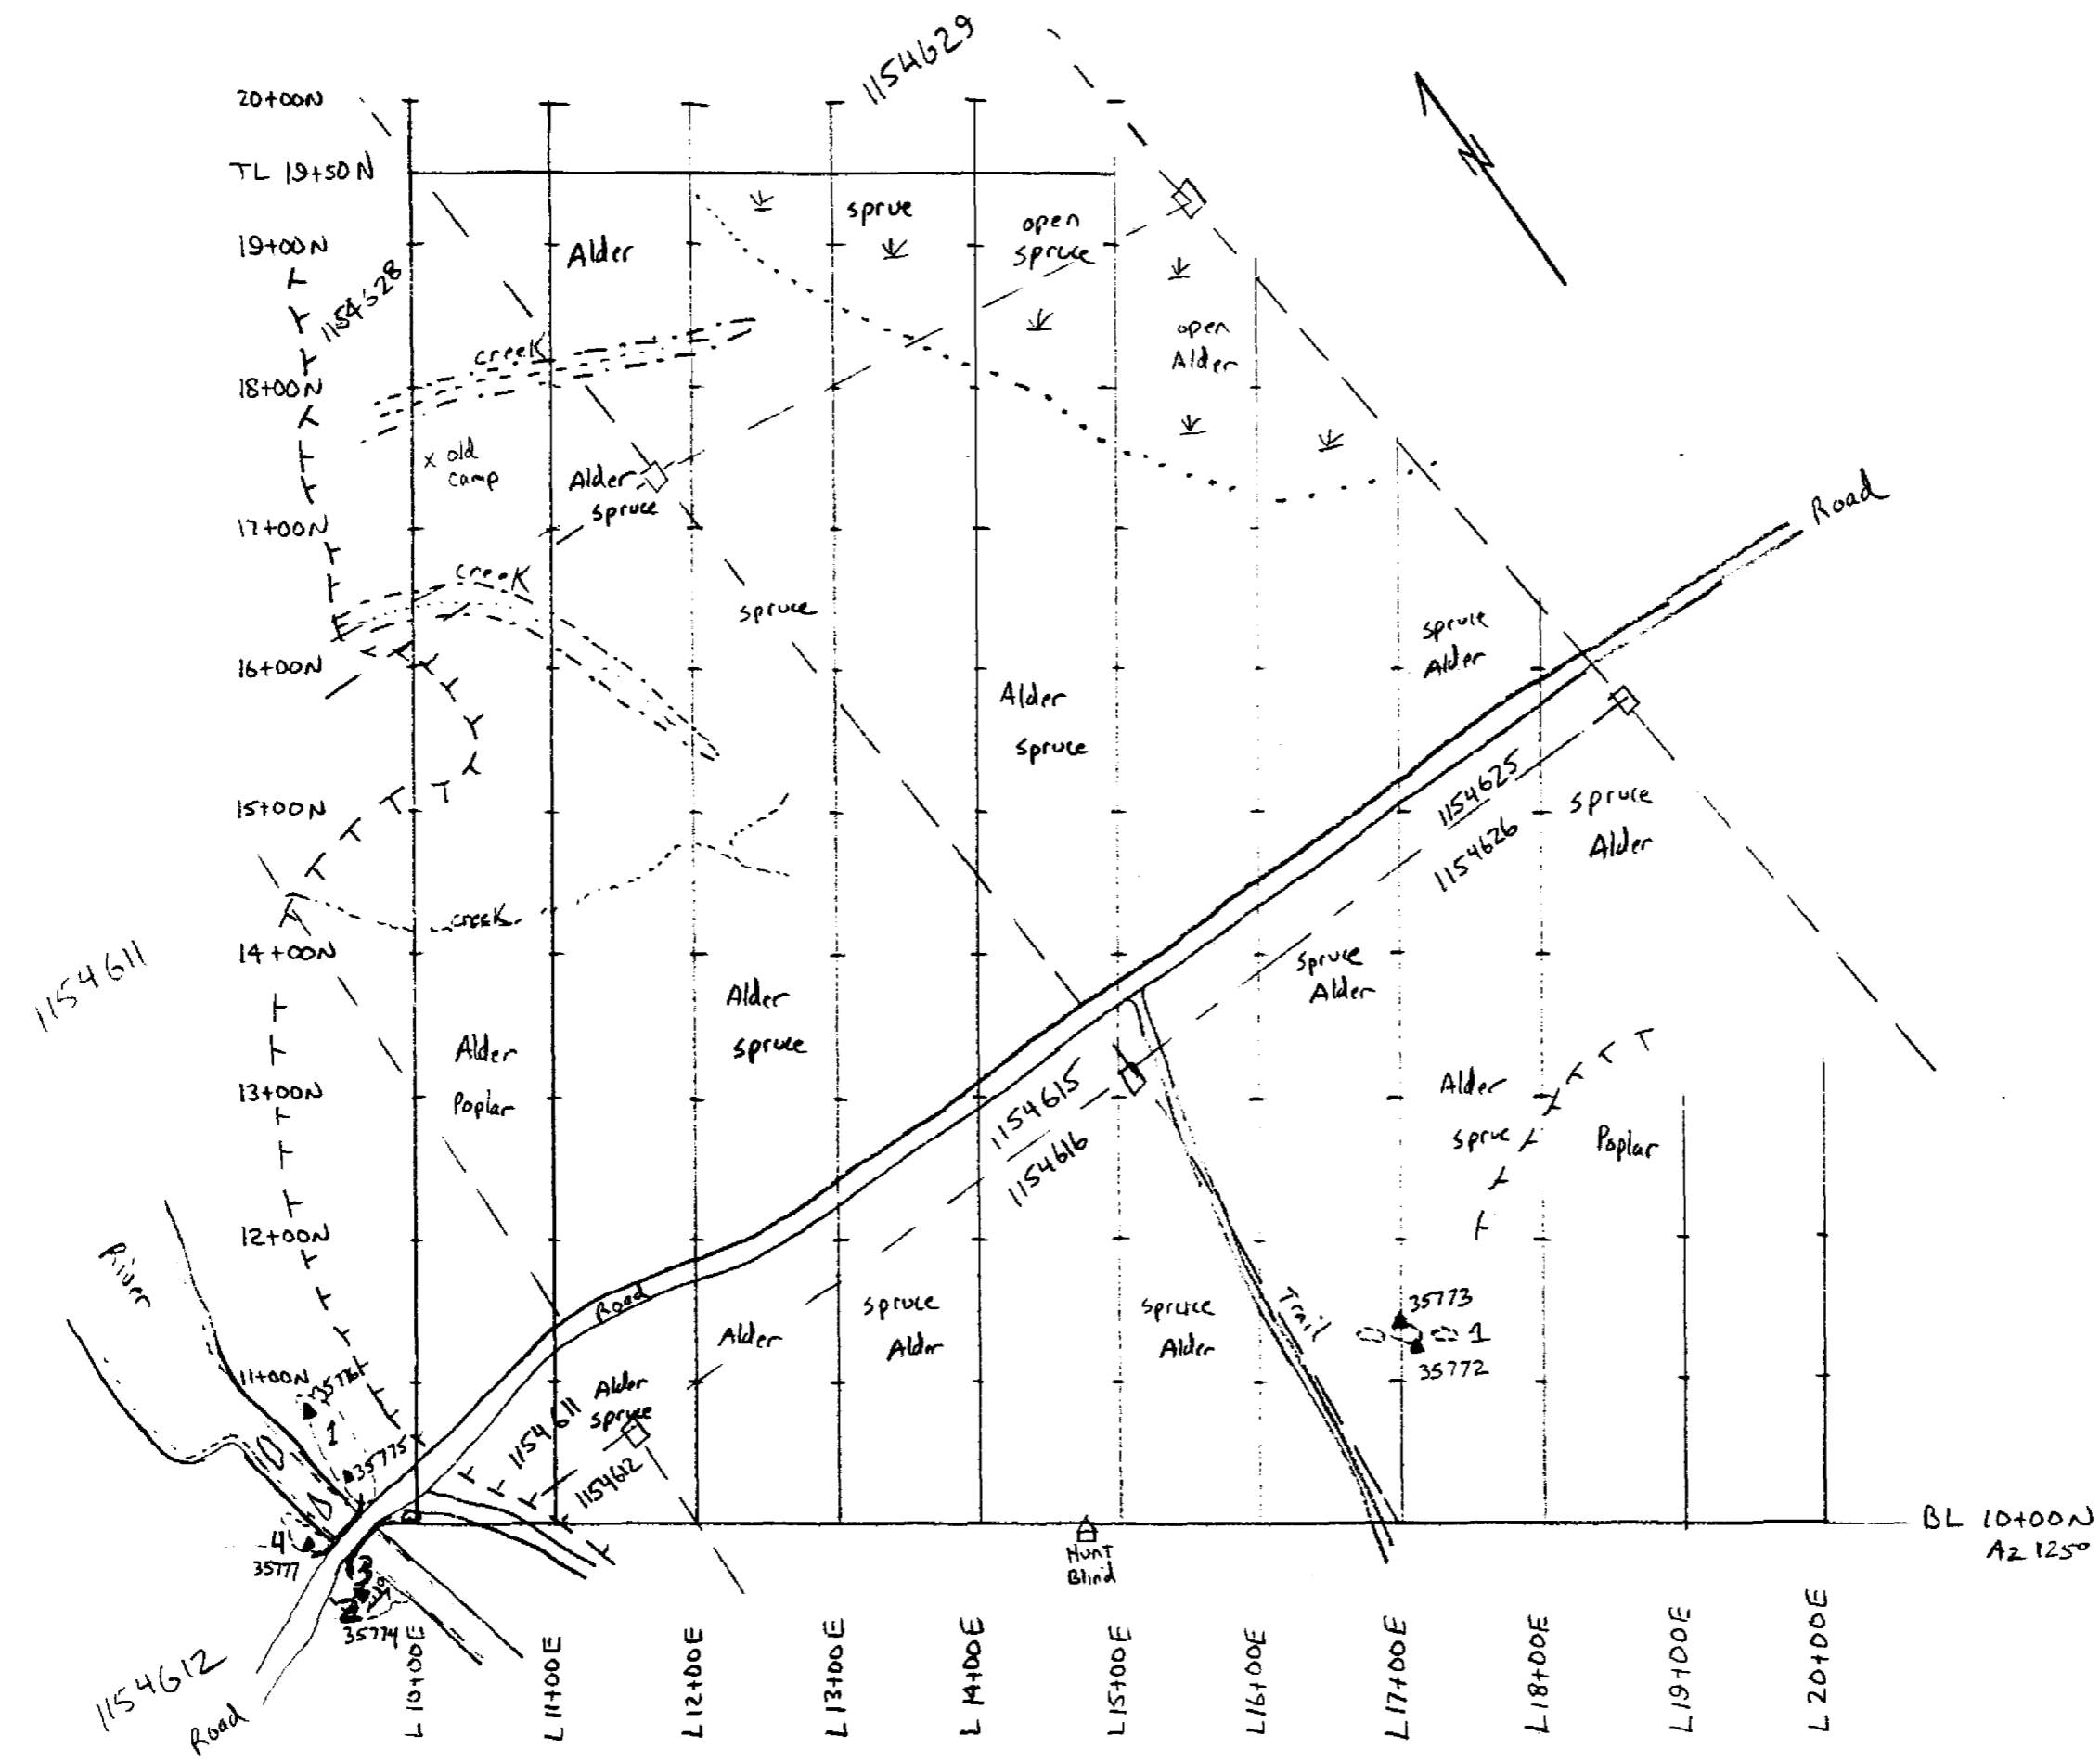 1154629
20+00N
TL 19+50N
19+00N
1154628
18+00N
17+00N
16+00N
15+00N
14+00N
13+00N
12+00N
11+00N
1154611
N
Alder
sprue
open
spruce
open
Alder
creek
x old
camp
Alder
spruce
creek
spruce
Road
spruce
Alder
Alder
spruce
1154625
1154626
spruce
Alder
creek
spruce
Alder
Alder
spruce
Alder
Poplar
1154615
1154616
Alder
sprue
Poplar
River
Road
spruce
Alder
Spruce
Alder
Trail
35773
1
35772
Alder
Alder
spruce
1154611
1154612
35776
1
35775
4
35777
3
2
35774
Hunt
Blind
BL 10+00N
Az 125°
1154612
Road
L 10+00E
L 11+00E
L 12+00E
L 13+00E
L 14+00E
L 15+00E
L 16+00E
L 17+00E
L 18+00E
L 19+00E
L 20+00E